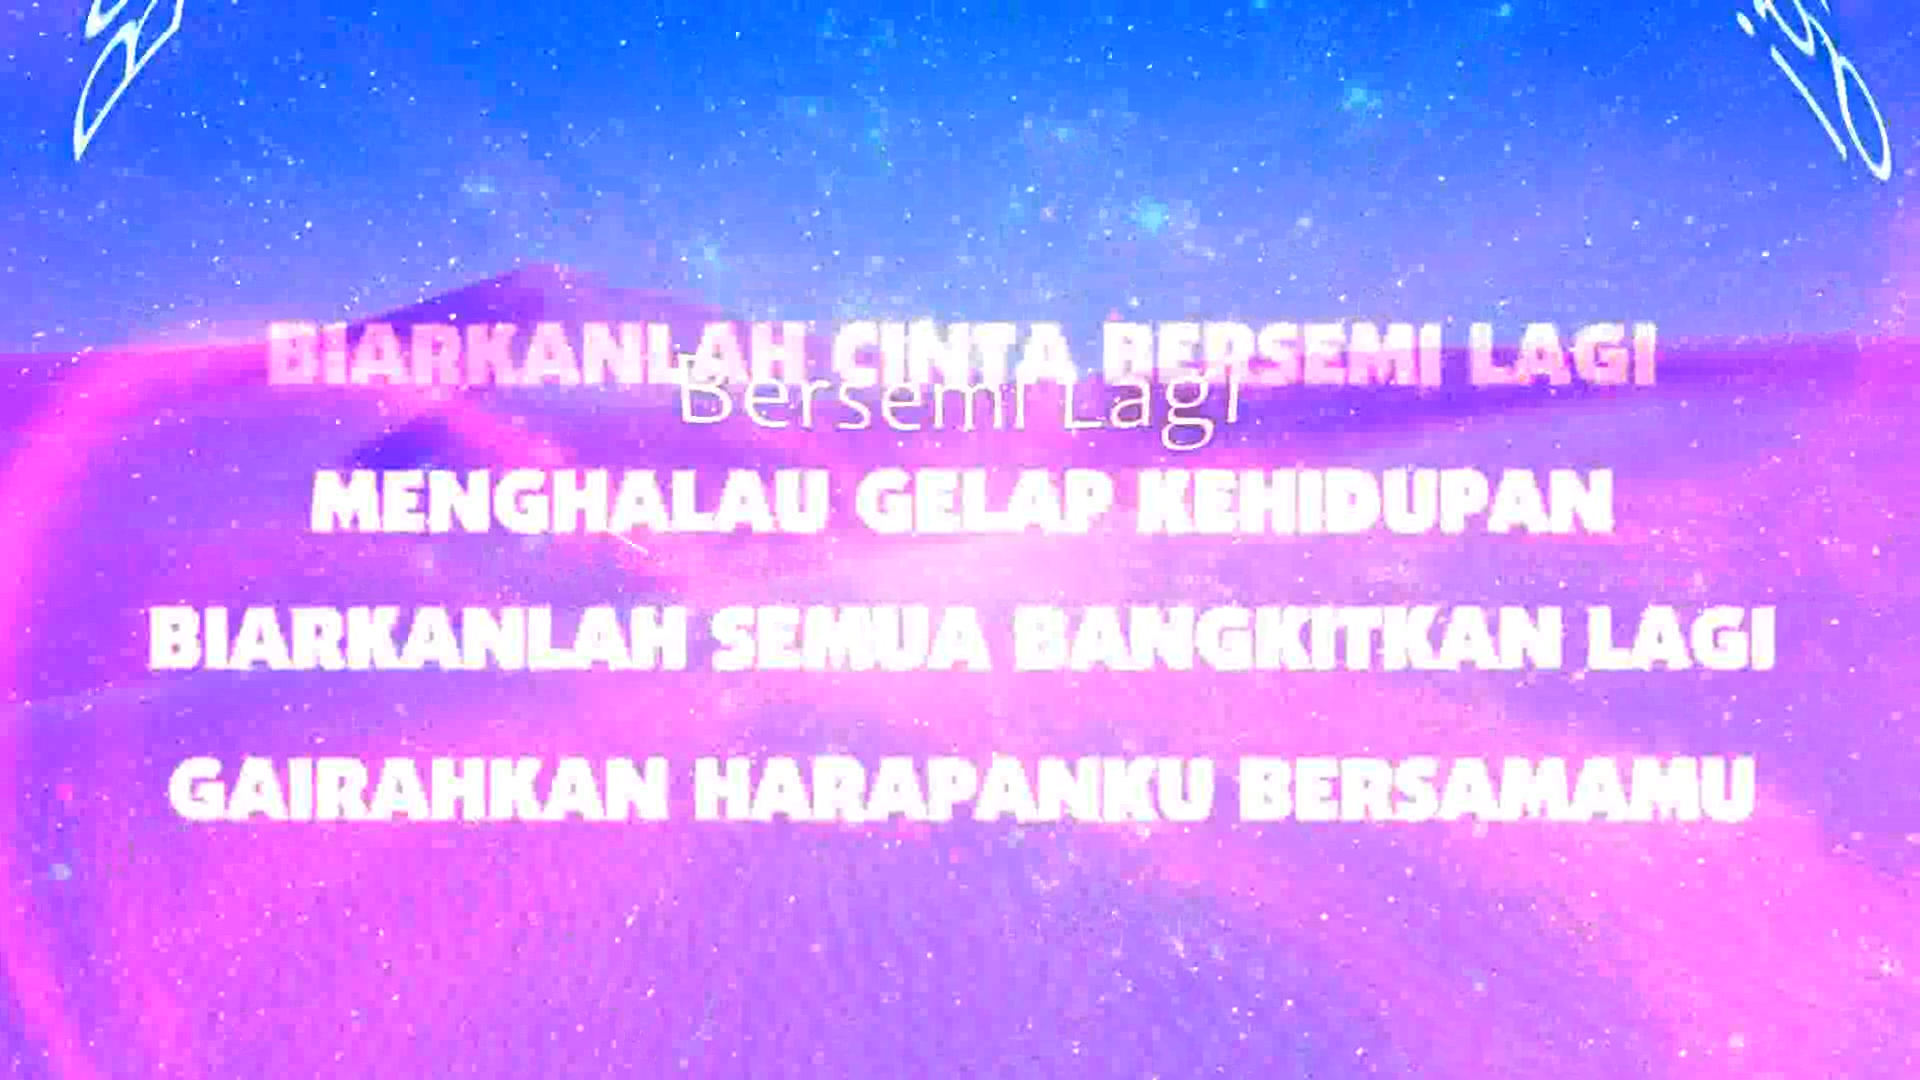 BIARKANLAH CINTA BERSEMI LAGI
Bersemi Lagi
MENGHALAU GELAP KEHIDUPAN
BIARKANLAH SEMUA BANGKITKAN LAGI
GAIRAHKAN HARAPANKU BERSAMAMU